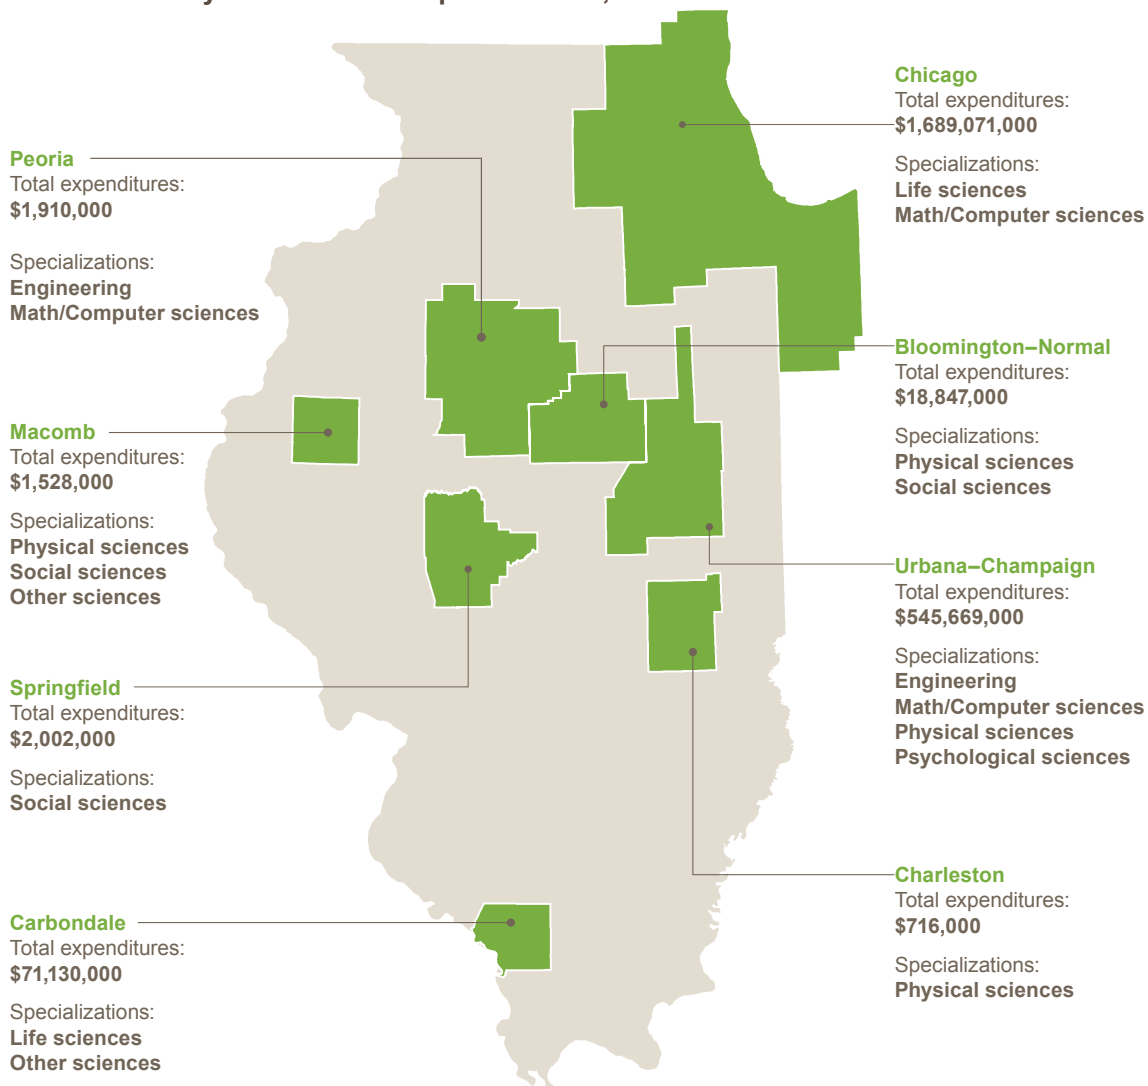 Chicago
Total expenditures:
$1,689,071,000
Specializations:
Life sciences
Math/Computer sciences
Peoria
Total expenditures:
$1,910,000
Specializations:
Engineering
Math/Computer sciences
Bloomington–Normal
Total expenditures:
$18,847,000
Specializations:
Physical sciences
Social sciences
Macomb
Total expenditures:
$1,528,000
Specializations:
Physical sciences
Social sciences
Other sciences
Urbana–Champaign
Total expenditures:
$545,669,000
Specializations:
Engineering
Math/Computer sciences
Physical sciences
Psychological sciences
Springfield
Total expenditures:
$2,002,000
Specializations:
Social sciences
Charleston
Total expenditures:
$716,000
Specializations:
Physical sciences
Carbondale
Total expenditures:
$71,130,000
Specializations:
Life sciences
Other sciences